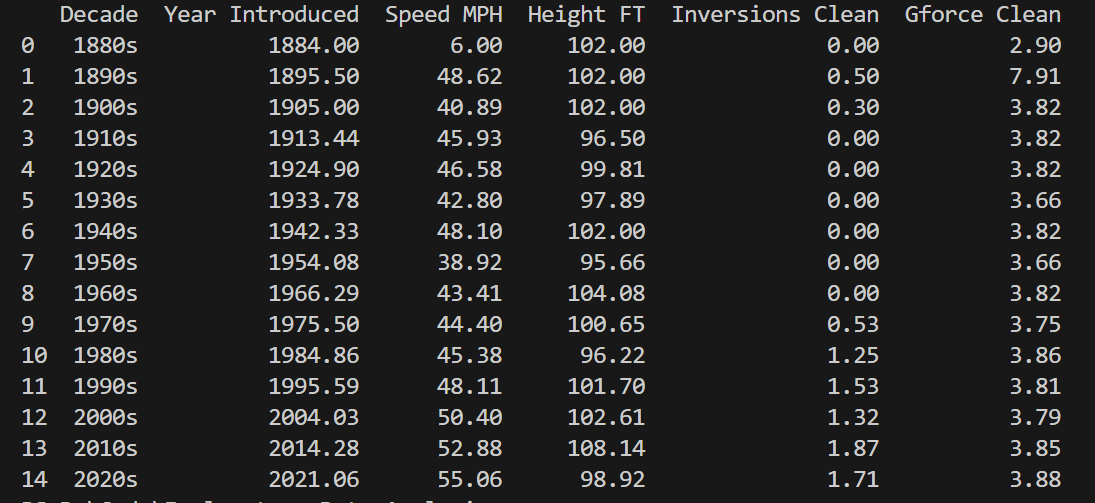 Decade Year Introduced Speed MPH Height FT Inversions Clean Gforce Clean
0 1880s 1884.00 6.00 102.00 0.00 2.90
1 1890s 1895.50 48.62 102.00 0.50 7.91
2 1900s 1905.00 40.89 102.00 0.30 3.82
3 1910s 1913.44 45.93 96.50 0.00 3.82
4 1920s 1924.90 46.58 99.81 0.00 3.82
5 1930s 1933.78 42.80 97.89 0.00 3.66
6 1940s 1942.33 48.10 102.00 0.00 3.82
7 1950s 1954.08 38.92 95.66 0.00 3.66
8 1960s 1966.29 43.41 104.08 0.00 3.82
9 1970s 1975.50 44.40 100.65 0.53 3.75
10 1980s 1984.86 45.38 96.22 1.25 3.86
11 1990s 1995.59 48.11 101.70 1.53 3.81
12 2000s 2004.03 50.40 102.61 1.32 3.79
13 2010s 2014.28 52.88 108.14 1.87 3.85
14 2020s 2021.06 55.06 98.92 1.71 3.88